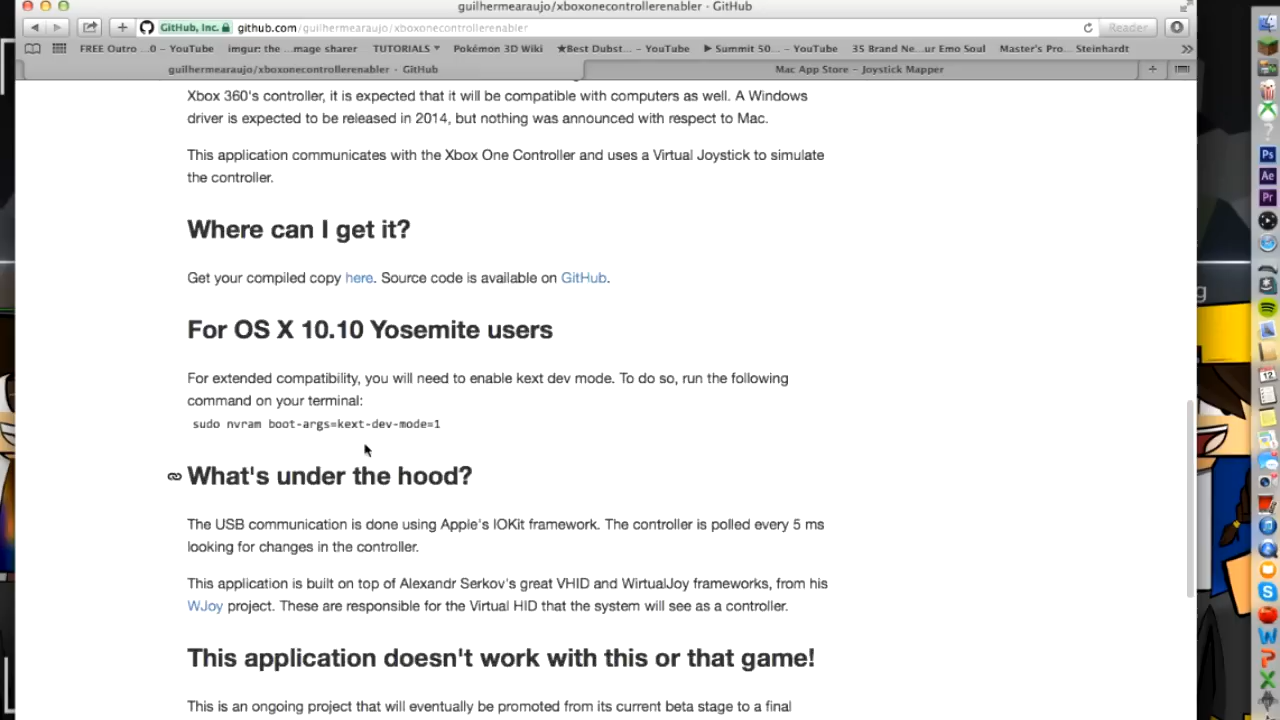 guilhermearaujo/xboxonecontrollerenabler · GitHub
GitHub, Inc. github.com/guilhermearaujo/xboxonecontrollerenabler Reader
FREE Outro ...0 – YouTube imgur: the ...mage sharer TUTORIALS ▼ Pokémon 3D Wiki ★Best Dubst... – YouTube ▶ Summit 50... – YouTube 35 Brand Ne...ur Emo Soul Master's Pro... Steinhardt
guilhermearaujo/xboxonecontrollerenabler · GitHub Mac App Store – Joystick Mapper
Xbox 360's controller, it is expected that it will be compatible with computers as well. A Windows
driver is expected to be released in 2014, but nothing was announced with respect to Mac.
This application communicates with the Xbox One Controller and uses a Virtual Joystick to simulate
the controller.
Where can I get it?
Get your compiled copy here. Source code is available on GitHub.
For OS X 10.10 Yosemite users
For extended compatibility, you will need to enable kext dev mode. To do so, run the following
command on your terminal:
sudo nvram boot-args=kext-dev-mode=1
What's under the hood?
The USB communication is done using Apple's IOKit framework. The controller is polled every 5 ms
looking for changes in the controller.
This application is built on top of Alexandr Serkov's great VHID and WirtualJoy frameworks, from his
WJoy project. These are responsible for the Virtual HID that the system will see as a controller.
This application doesn't work with this or that game!
This is an ongoing project that will eventually be promoted from its current beta stage to a final
Ps
Ae
Pr
12